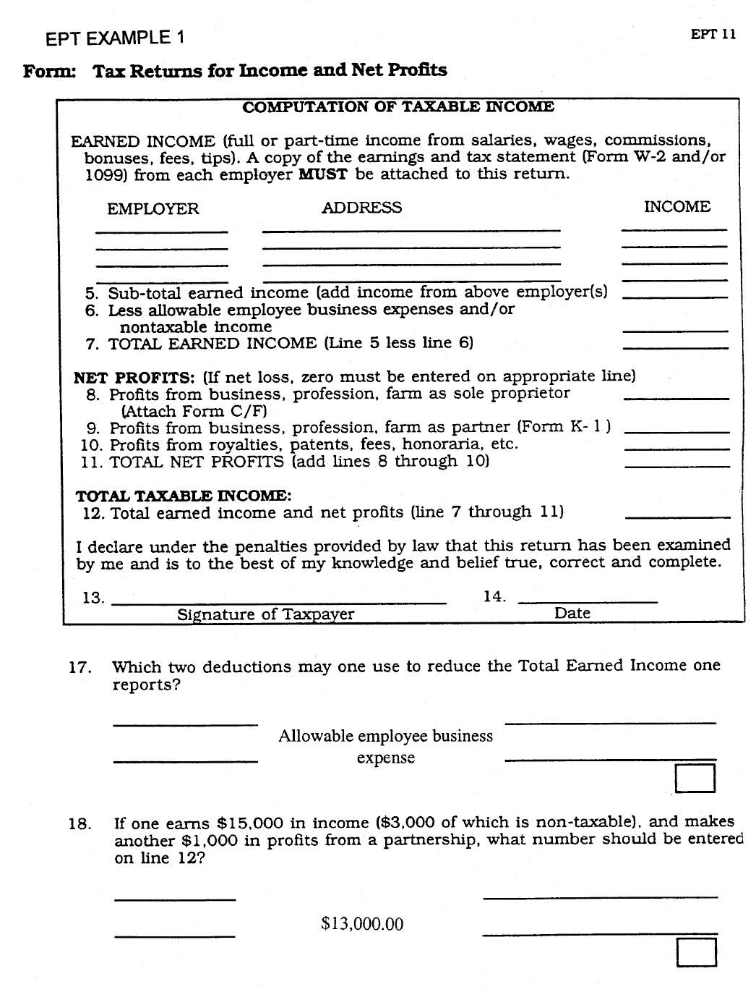 EPT EXAMPLE 1
EPT 11
Form: Tax Returns for Income and Net Profits
COMPUTATION OF TAXABLE INCOME
EARNED INCOME (full or part-time income from salaries, wages, commissions,
bonuses, fees, tips). A copy of the earnings and tax statement (Form W-2 and/or
1099) from each employer MUST be attached to this return.
EMPLOYER ADDRESS INCOME
5. Sub-total earned income (add income from above employer(s)
6. Less allowable employee business expenses and/or
nontaxable income
7. TOTAL EARNED INCOME (Line 5 less line 6)
NET PROFITS: (If net loss, zero must be entered on appropriate line)
8. Profits from business, profession, farm as sole proprietor
(Attach Form C/F)
9. Profits from business, profession, farm as partner (Form K- 1 )
10. Profits from royalties, patents, fees, honoraria, etc.
11. TOTAL NET PROFITS (add lines 8 through 10)
TOTAL TAXABLE INCOME:
12. Total earned income and net profits (line 7 through 11)
I declare under the penalties provided by law that this return has been examined
by me and is to the best of my knowledge and belief true, correct and complete.
13. 14.
Signature of Taxpayer Date
17. Which two deductions may one use to reduce the Total Earned Income one
reports?
Allowable employee business
expense
18. If one earns $15,000 in income ($3,000 of which is non-taxable), and makes
another $1,000 in profits from a partnership, what number should be entered
on line 12?
$13,000.00